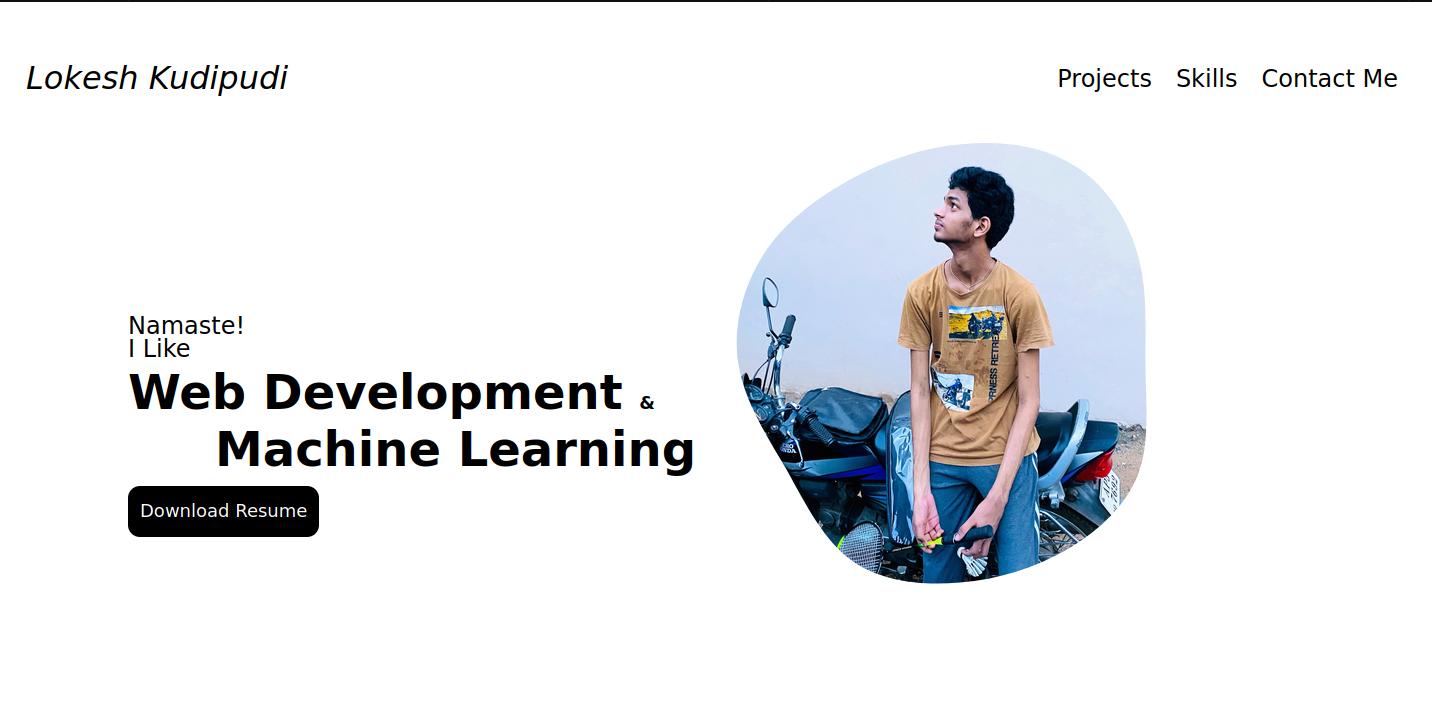 Lokesh Kudipudi
Projects Skills Contact Me
Namaste!
I Like
Web Development &
Machine Learning
Download Resume